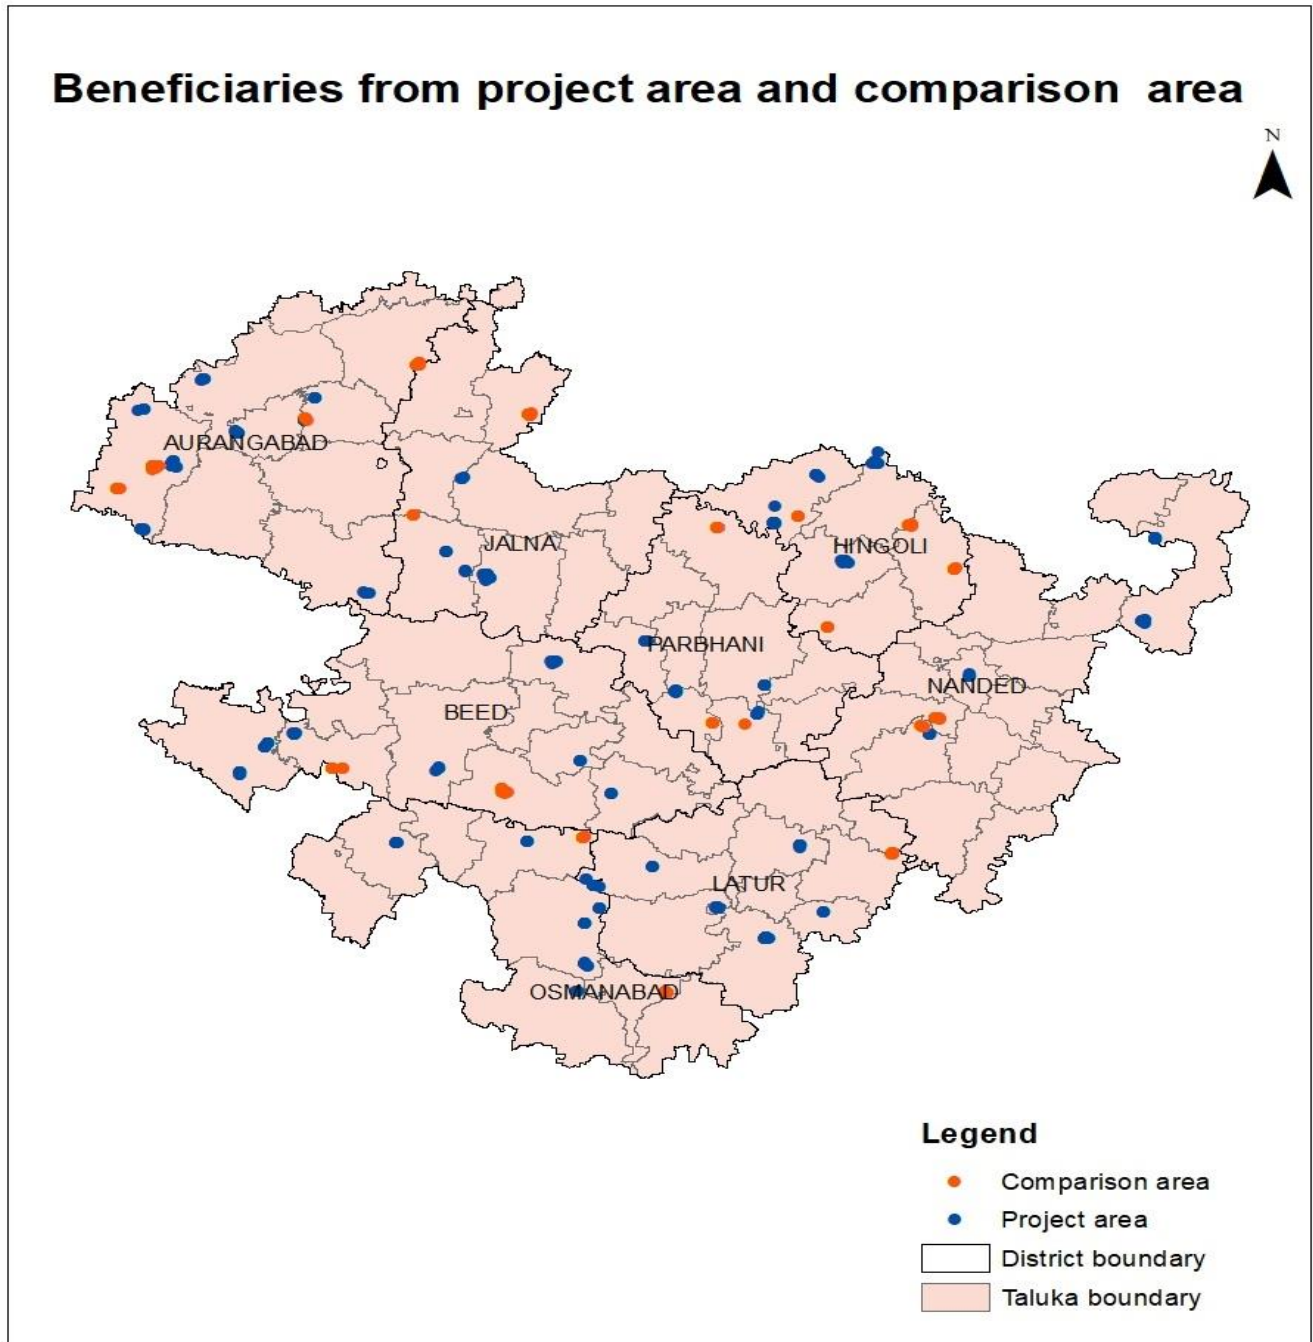 Beneficiaries from project area and comparison area
N
AURANGABAD
JALNA
HINGOLI
PARBHANI
NANDED
BEED
LATUR
OSMANABAD
Legend
Comparison area
Project area
District boundary
Taluka boundary